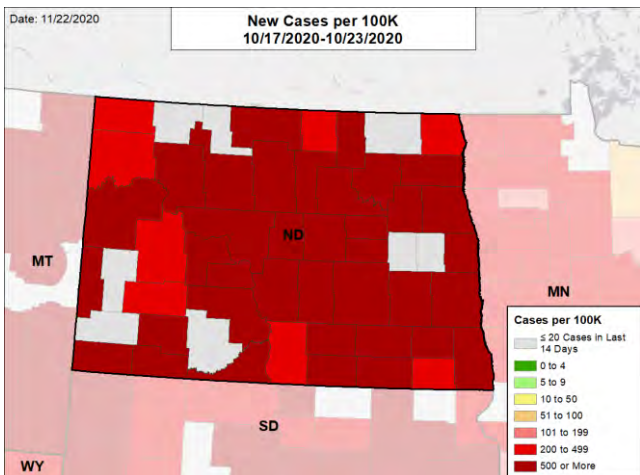 Date: 11/22/2020
New Cases per 100K
10/17/2020-10/23/2020
ND
MT
MN
SD
WY
Cases per 100K
≤ 20 Cases in Last
14 Days
0 to 4
5 to 9
10 to 50
51 to 100
101 to 199
200 to 499
500 or More